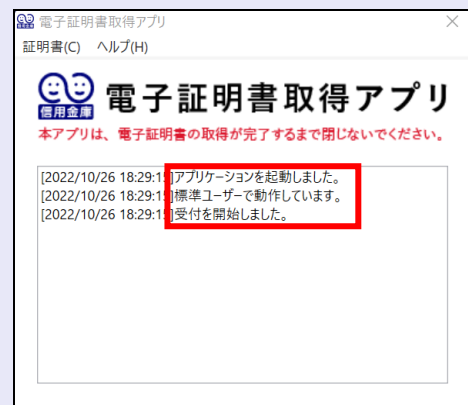 電子証明書取得アプリ
証明書(C) ヘルプ(H)
信用金庫
電子証明書取得アプリ
本アプリは、電子証明書の取得が完了するまで閉じないでください。
[2022/10/26 18:29:15]アプリケーションを起動しました。
[2022/10/26 18:29:15]標準ユーザーで動作しています。
[2022/10/26 18:29:15]受付を開始しました。